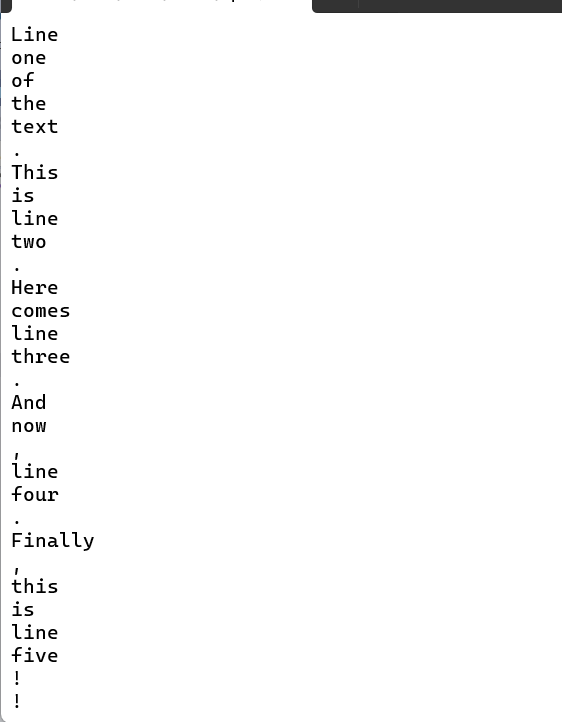 Line
one
of
the
text
.
This
is
line
two
.
Here
comes
line
three
.
And
now
,
line
four
.
Finally
,
this
is
line
five
!
!